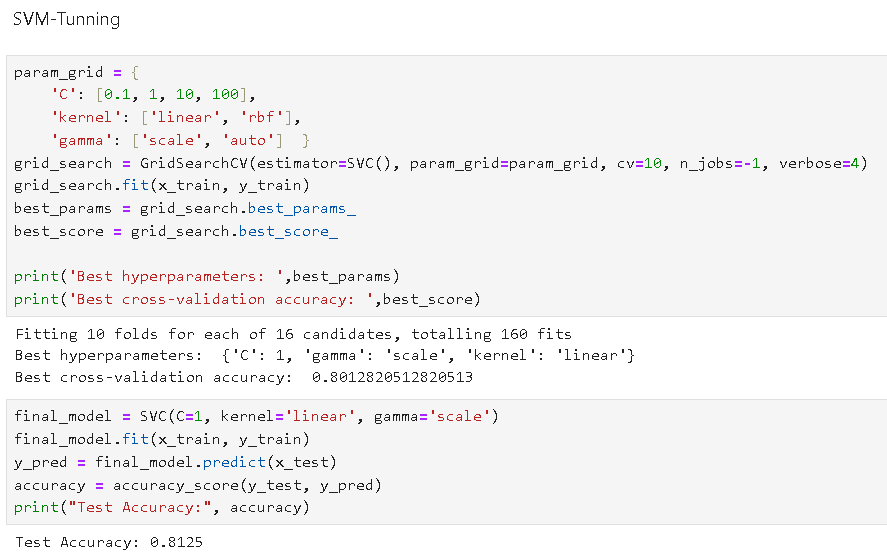 SVM-Tunning
param_grid = {
    'C': [0.1, 1, 10, 100],
    'kernel': ['linear', 'rbf'],
    'gamma': ['scale', 'auto']  }
grid_search = GridSearchCV(estimator=SVC(), param_grid=param_grid, cv=10, n_jobs=-1, verbose=4)
grid_search.fit(x_train, y_train)
best_params = grid_search.best_params_
best_score = grid_search.best_score_
print('Best hyperparameters: ',best_params)
print('Best cross-validation accuracy: ',best_score)
Fitting 10 folds for each of 16 candidates, totalling 160 fits
Best hyperparameters:  {'C': 1, 'gamma': 'scale', 'kernel': 'linear'}
Best cross-validation accuracy:  0.8012820512820513
final_model = SVC(C=1, kernel='linear', gamma='scale')
final_model.fit(x_train, y_train)
y_pred = final_model.predict(x_test)
accuracy = accuracy_score(y_test, y_pred)
print("Test Accuracy:", accuracy)
Test Accuracy: 0.8125